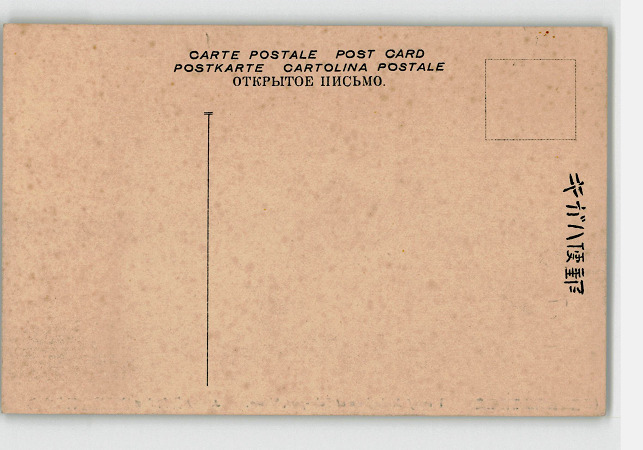 CARTE POSTALE POST CARD
POSTKARTE CARTOLINA POSTALE
ОТКРЫТОЕ ПИСЬМО.
郵便ハガキ